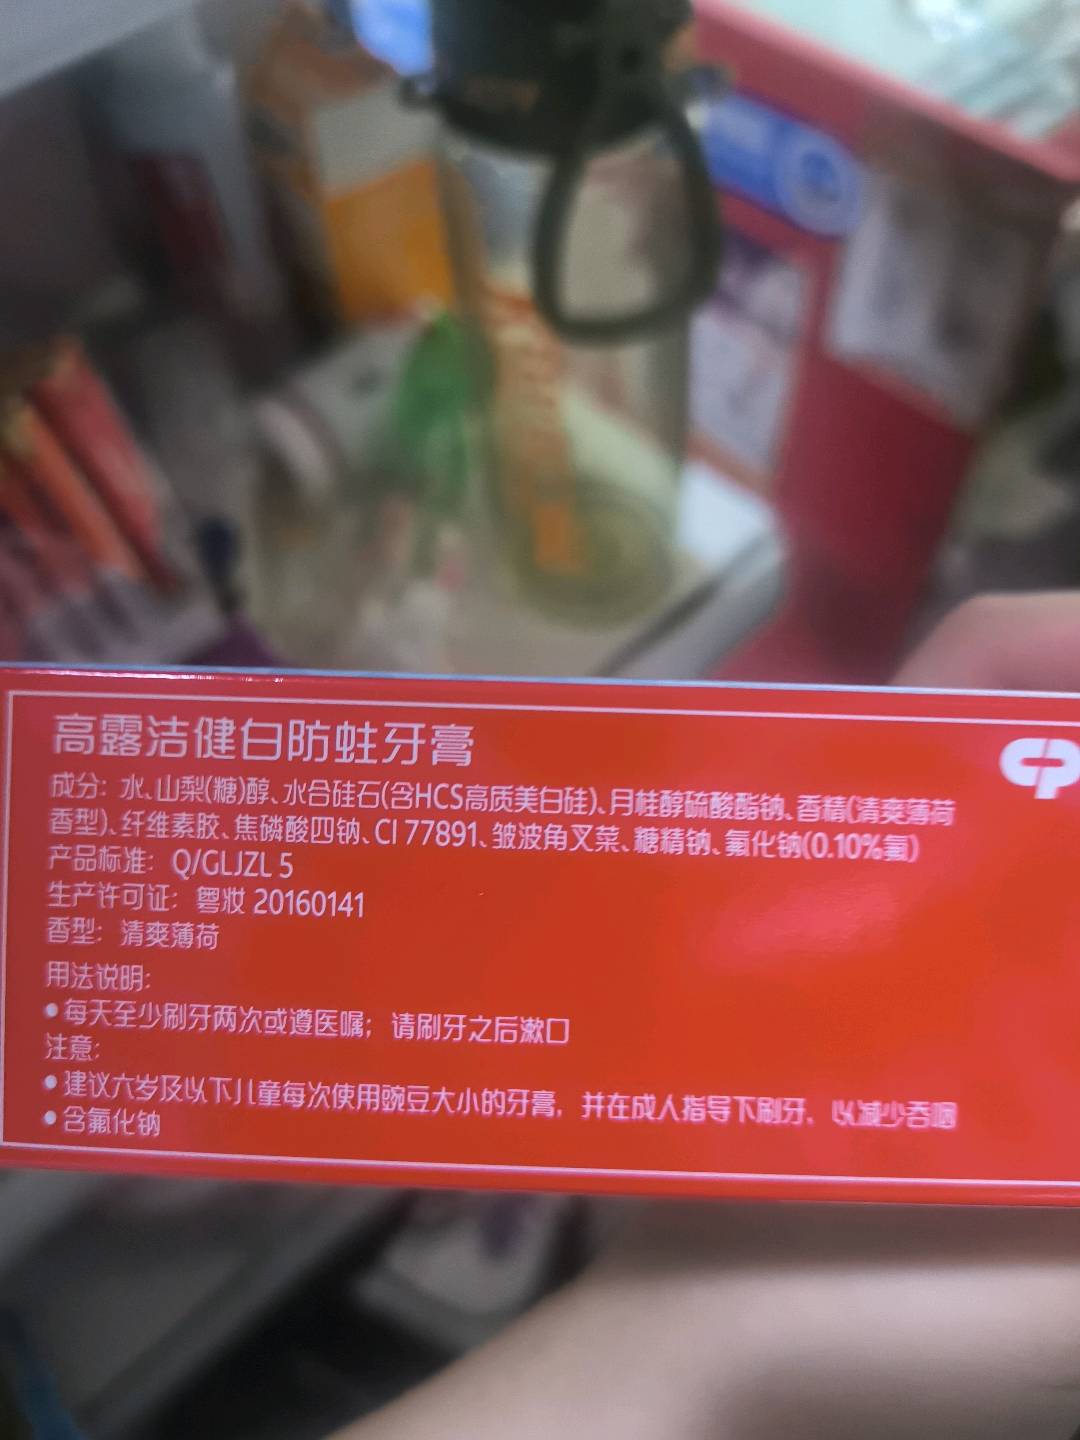 高露洁健白防蛀牙膏
成分: 水、山梨(糖)醇、水合硅石(含HCS高质美白硅)、月桂醇硫酸酯钠、香精(清爽薄荷
香型)、纤维素胶、焦磷酸四钠、CI 77891、皱波角叉菜、糖精钠、氟化钠(0.10%氟)
产品标准: Q/GLJZL 5
生产许可证: 粤妆 20160141
香型: 清爽薄荷
用法说明:
•每天至少刷牙两次或遵医嘱; 请刷牙之后漱口
注意:
•建议六岁及以下儿童每次使用豌豆大小的牙膏, 并在成人指导下刷牙, 以减少吞咽
•含氟化钠